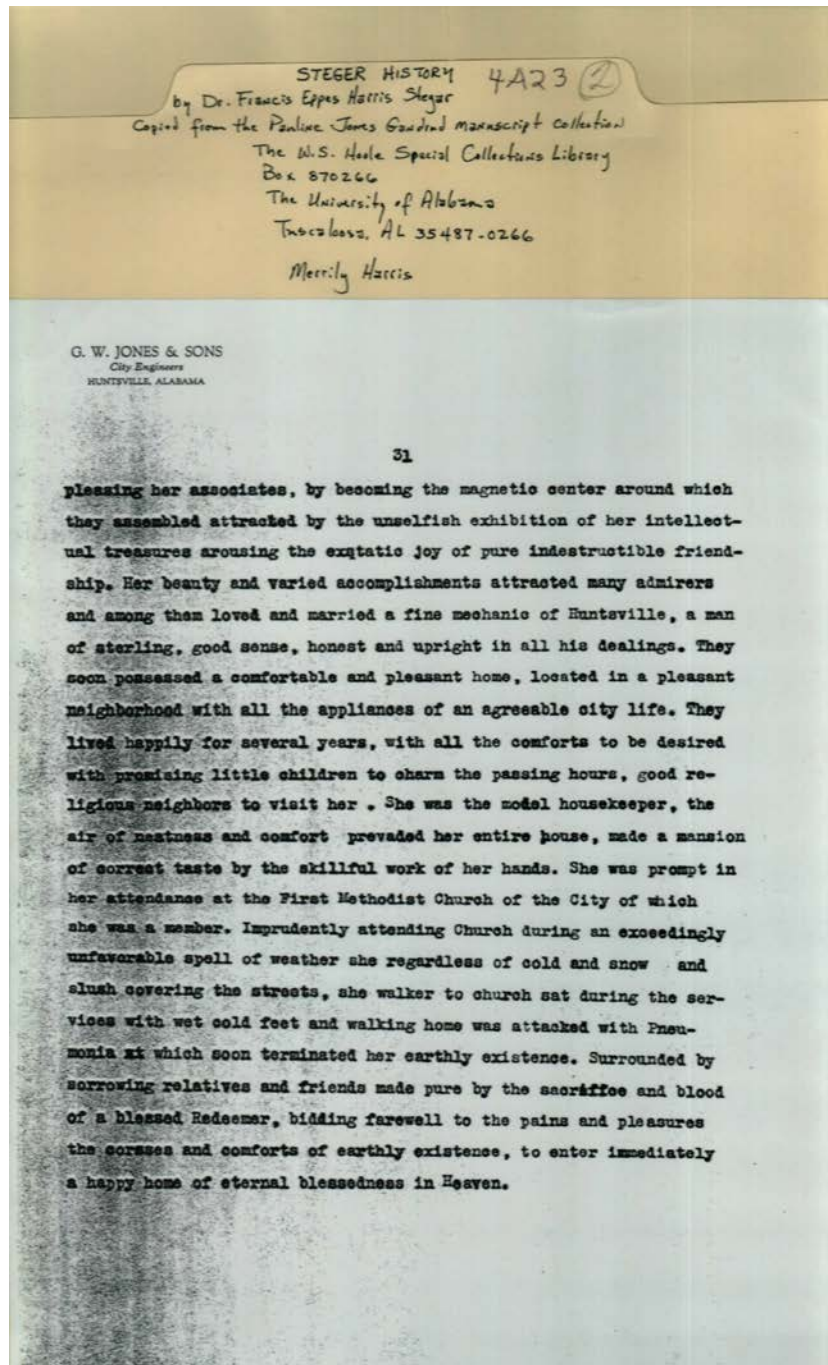 STEGER HISTORY 4A23 2
by Dr. Francis Eppes Harris Stegar
Copied from the Pauline Jones Gandrud manuscript collection
The W.S. Hoole Special Collections Library
Box 870266
The University of Alabama
Tuscaloosa, AL 35487-0266
Merrily Harris
G. W. JONES & SONS
City Engineers
HUNTSVILLE, ALABAMA
31
pleasing her associates, by becoming the magnetic center around which
they assembled attracted by the unselfish exhibition of her intellect-
ual treasures arousing the exqtatic joy of pure indestructible friend-
ship. Her beauty and varied accomplishments attracted many admirers
and among them loved and married a fine mechanic of Huntsville, a man
of sterling, good sense, honest and upright in all his dealings. They
soon possessed a comfortable and pleasant home, located in a pleasant
neighborhood with all the appliances of an agreeable city life. They
lived happily for several years, with all the comforts to be desired
with promising little children to charm the passing hours, good re-
ligious neighbors to visit her . She was the model housekeeper, the
air of neatness and comfort prevaded her entire house, made a mansion
of correct taste by the skillful work of her hands. She was prompt in
her attendance at the First Methodist Church of the City of which
she was a member. Imprudently attending Church during an exceedingly
unfavorable spell of weather she regardless of cold and snow and
slush covering the streets, she walker to church sat during the ser-
vices with wet cold feet and walking home was attacked with Pneu-
monia at which soon terminated her earthly existence. Surrounded by
sorrowing relatives and friends made pure by the sacriffce and blood
of a blessed Redeemer, bidding farewell to the pains and pleasures
the and comforts of earthly existence, to enter immediately
a happy home of eternal blessedness in Heaven.